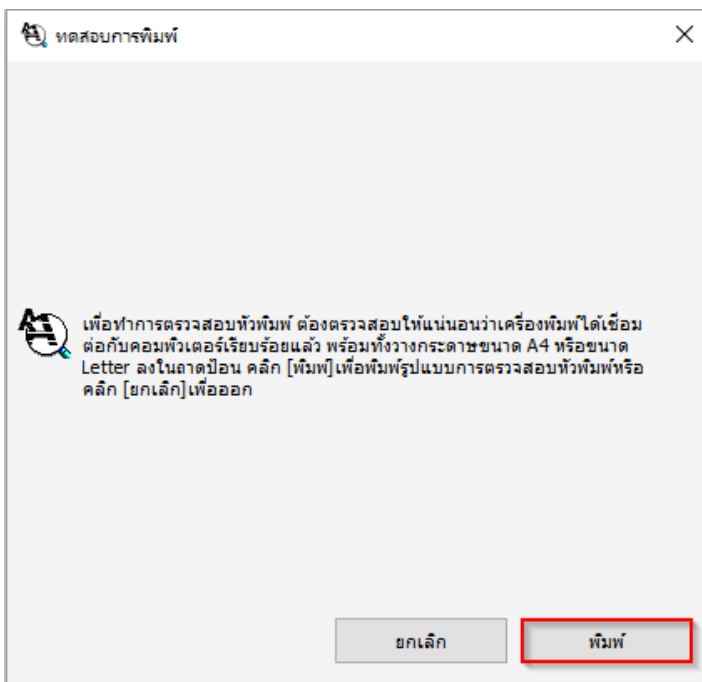 ทดสอบการพิมพ์
เพื่อทำการตรวจสอบหัวพิมพ์ ต้องตรวจสอบให้แน่นอนว่าเครื่องพิมพ์ได้เชื่อม
ต่อกับคอมพิวเตอร์เรียบร้อยแล้ว พร้อมทั้งวางกระดาษขนาด A4 หรือขนาด
Letter ลงในถาดป้อน คลิก [พิมพ์]เพื่อพิมพ์รูปแบบการตรวจสอบหัวพิมพ์หรือ
คลิก [ยกเลิก]เพื่อออก
ยกเลิก
พิมพ์